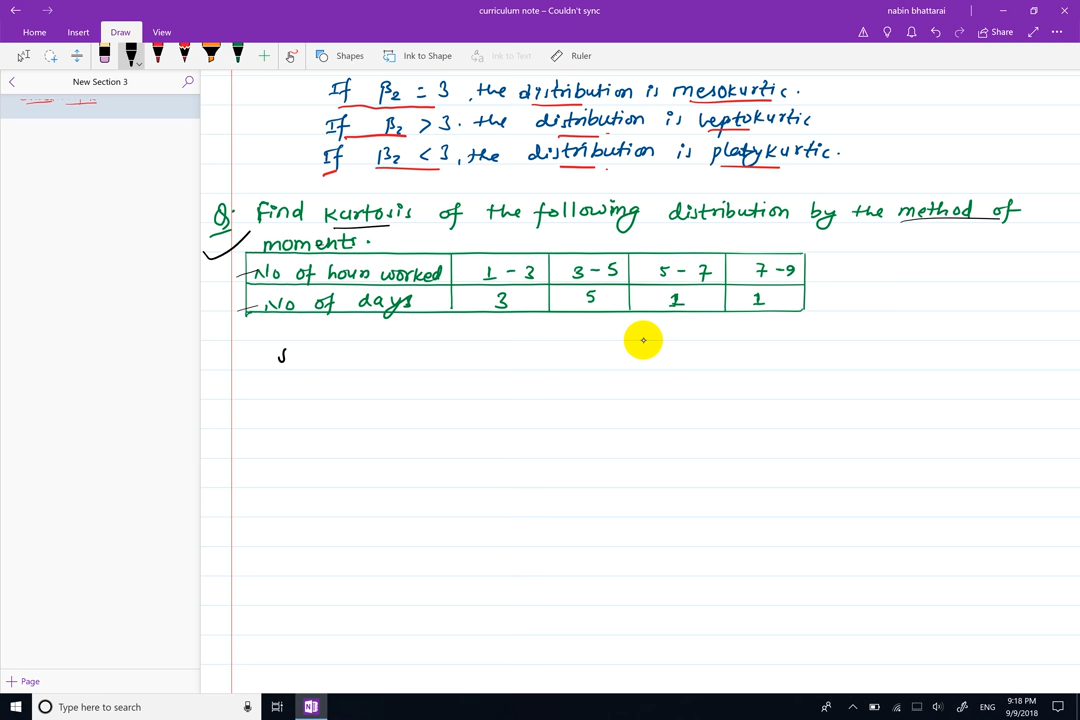 curriculum note – Couldn't sync
nabin bhattarai
Home Insert Draw View
Share
Shapes Ink to Shape Ink to Text Ruler
New Section 3
If β₂ = 3, the distribution is mesokurtic.
If β₂ > 3. the distribution is leptokurtic
If β₂ < 3, the distribution is platykurtic.
Q. Find kurtosis of the following distribution by the method of
moments.
No of hours worked 1 - 3 3 - 5 5 - 7 7 - 9
No of days 3 5 1 1
+ Page
Type here to search
ENG
9:18 PM
9/9/2018